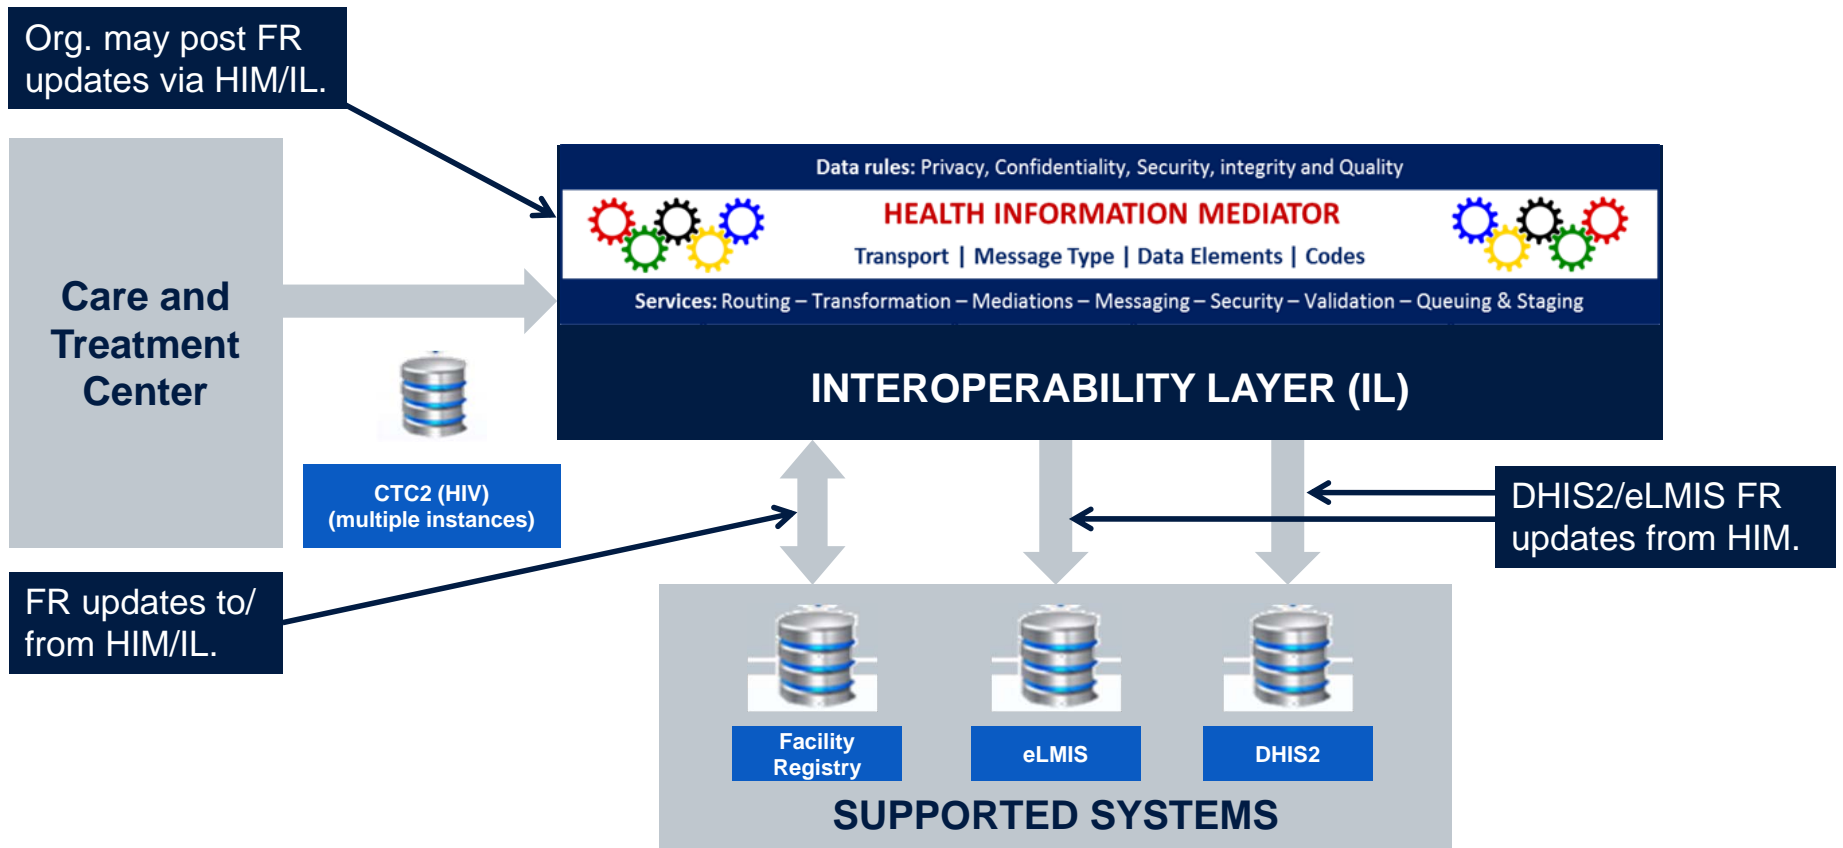 Org. may post FR
updates via HIM/IL.
Data rules: Privacy, Confidentiality, Security, integrity and Quality
HEALTH INFORMATION MEDIATOR
Transport | Message Type | Data Elements | Codes
Services: Routing – Transformation – Mediations – Messaging – Security – Validation – Queuing & Staging
INTEROPERABILITY LAYER (IL)
Care and
Treatment
Center
CTC2 (HIV)
(multiple instances)
DHIS2/eLMIS FR
updates from HIM.
FR updates to/
from HIM/IL.
Facility
Registry
eLMIS
DHIS2
SUPPORTED SYSTEMS